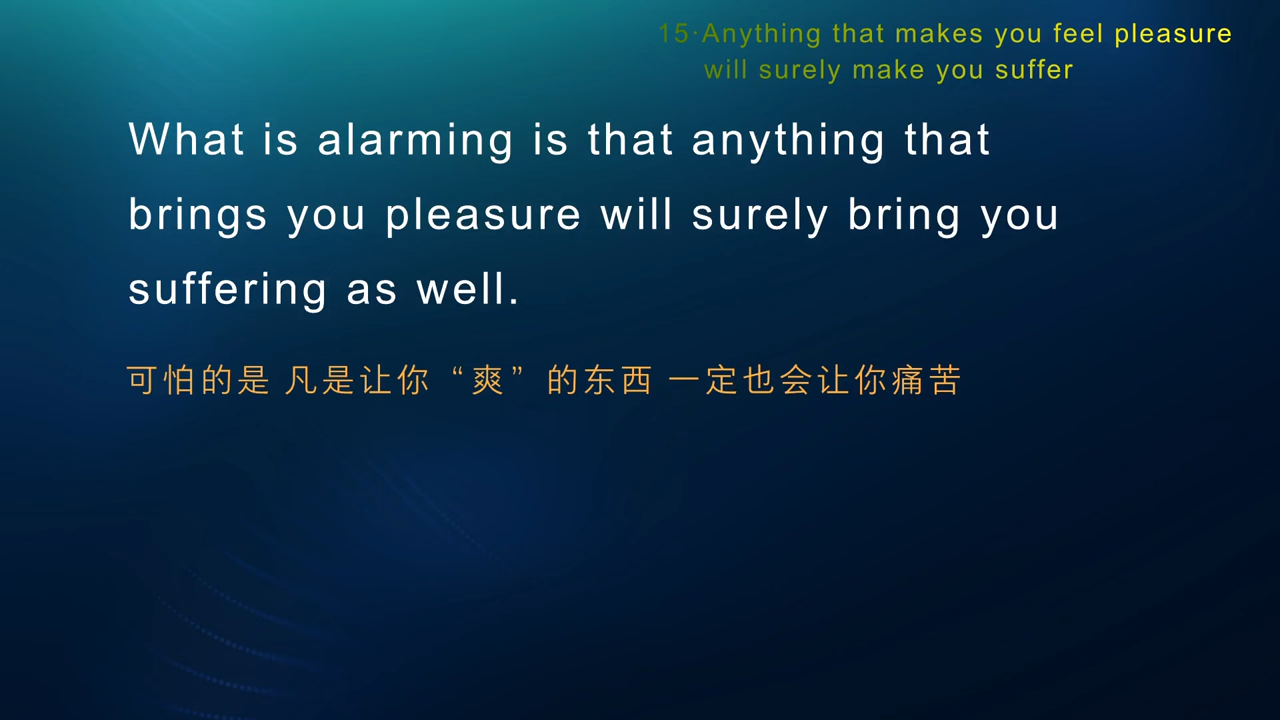 15·Anything that makes you feel pleasure
will surely make you suffer
What is alarming is that anything that
brings you pleasure will surely bring you
suffering as well.
可怕的是 凡是让你“爽”的东西 一定也会让你痛苦